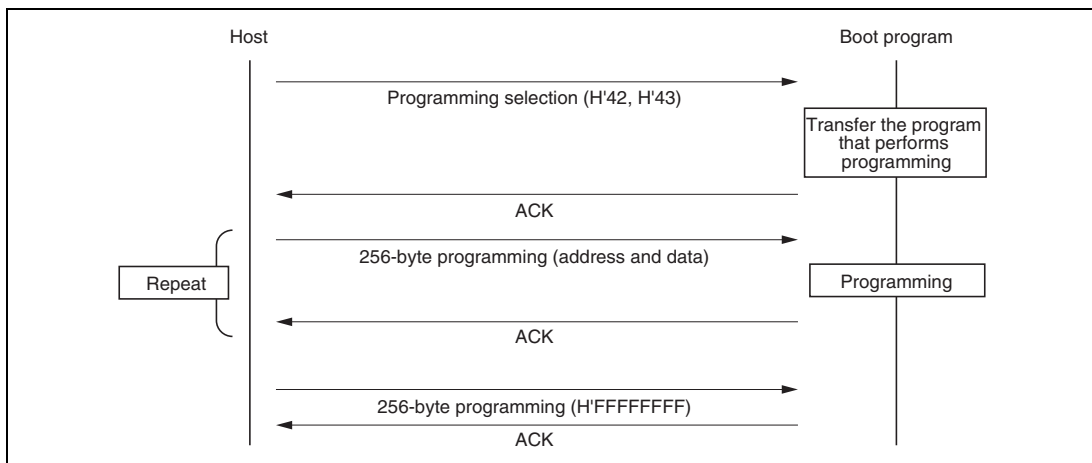 Host
Boot program
Programming selection (H'42, H'43)
Transfer the program
that performs
programming
ACK
256-byte programming (address and data)
Repeat
Programming
ACK
256-byte programming (H'FFFFFFFF)
ACK